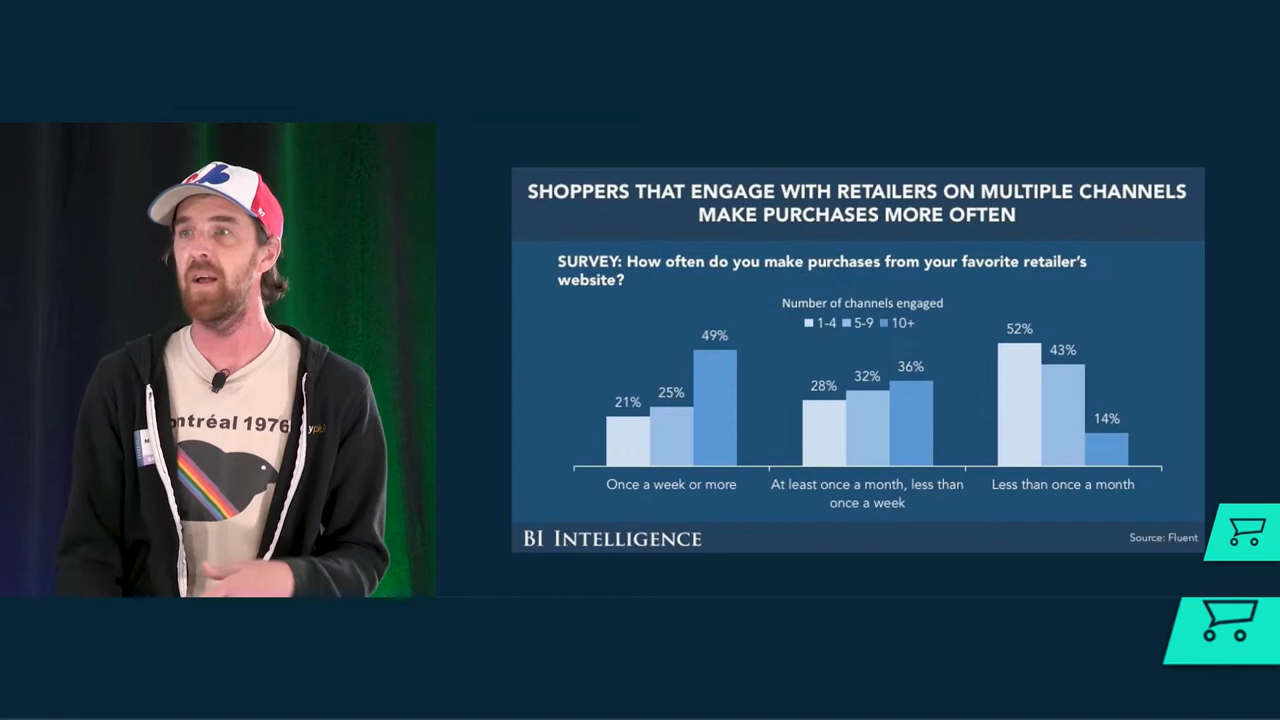 SHOPPERS THAT ENGAGE WITH RETAILERS ON MULTIPLE CHANNELS
MAKE PURCHASES MORE OFTEN
SURVEY: How often do you make purchases from your favorite retailer's
website?
Number of channels engaged
1-4 5-9 10+
21% 25% 49%
28% 32% 36%
52% 43% 14%
Once a week or more
At least once a month, less than
once a week
Less than once a month
BI INTELLIGENCE
Source: Fluent
ntréal 1976